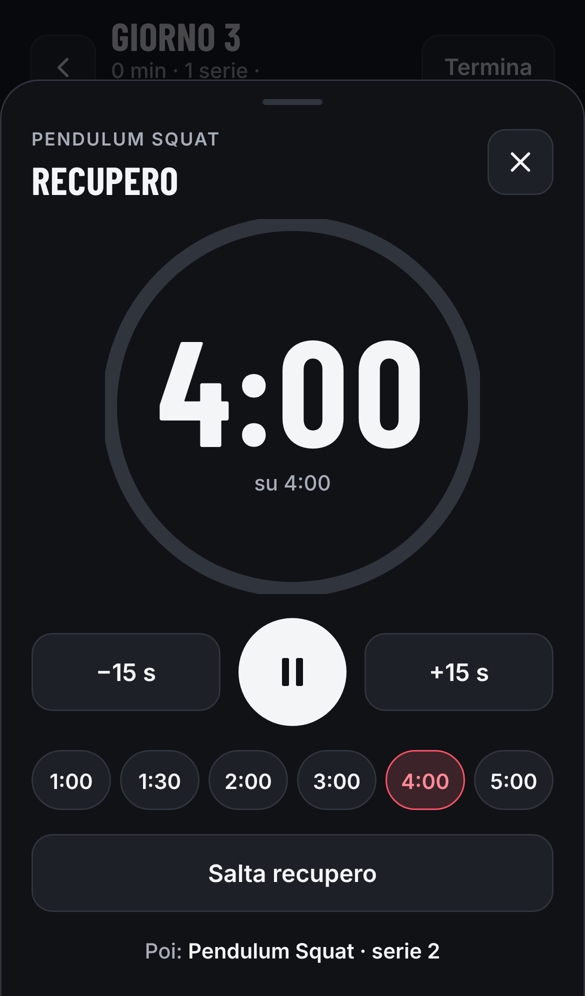 GIORNO 3
0 min · 1 serie ·
Termina
PENDULUM SQUAT
RECUPERO
4:00
su 4:00
−15 s
+15 s
1:00 1:30 2:00 3:00 4:00 5:00
Salta recupero
Poi: Pendulum Squat · serie 2